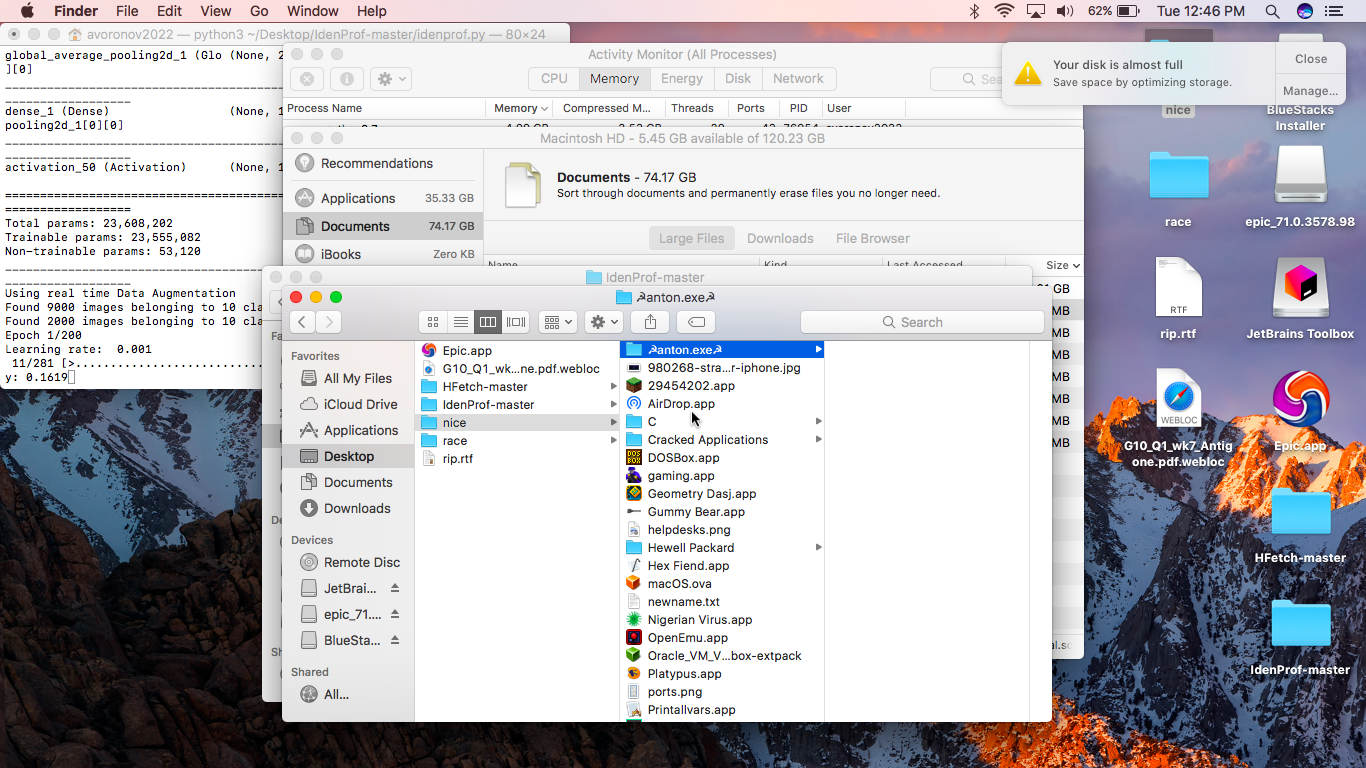 Finder File Edit View Go Window Help
62% Tue 12:46 PM
avoronov2022 — python3 ~/Desktop/IdenProf-master/idenprof.py — 80×24
global_average_pooling2d_1 (Glo (None, 2
][0]
dense_1 (Dense) (None, 1
pooling2d_1[0][0]
activation_50 (Activation) (None, 1
Total params: 23,608,202
Trainable params: 23,555,082
Non-trainable params: 53,120
Using real time Data Augmentation
Found 9000 images belonging to 10 cla
Found 2000 images belonging to 10 cla
Epoch 1/200
Learning rate: 0.001
11/281 [>..............................
y: 0.1619
Activity Monitor (All Processes)
CPU Memory Energy Disk Network
Process Name Memory Compressed M... Threads Ports PID User
Macintosh HD - 5.45 GB available of 120.23 GB
Recommendations
Applications 35.33 GB
Documents 74.17 GB
iBooks Zero KB
Documents - 74.17 GB
Sort through documents and permanently erase files you no longer need.
Large Files Downloads File Browser
Name Kind Last Accessed Size
GB
MB
MB
MB
MB
MB
MB
MB
MB
IdenProf-master
☭anton.exe☭
Search
Favorites
All My Files
iCloud Drive
Applications
Desktop
Documents
Downloads
Devices
Remote Disc
JetBrai...
epic_71....
BlueSta...
Shared
All...
Epic.app
G10_Q1_wk...ne.pdf.webloc
HFetch-master
IdenProf-master
nice
race
rip.rtf
☭anton.exe☭
980268-stra...r-iphone.jpg
29454202.app
AirDrop.app
C
Cracked Applications
DOSBox.app
gaming.app
Geometry Dasj.app
Gummy Bear.app
helpdesks.png
Hewell Packard
Hex Fiend.app
macOS.ova
newname.txt
Nigerian Virus.app
OpenEmu.app
Oracle_VM_V...box-extpack
Platypus.app
ports.png
Printallvars.app
Your disk is almost full
Save space by optimizing storage.
Close
Manage...
nice
BlueStacks
Installer
race
epic_71.0.3578.98
RTF
rip.rtf
JetBrains Toolbox
WEBLOC
G10_Q1_wk7_Antig
one.pdf.webloc
Epic.app
HFetch-master
IdenProf-master